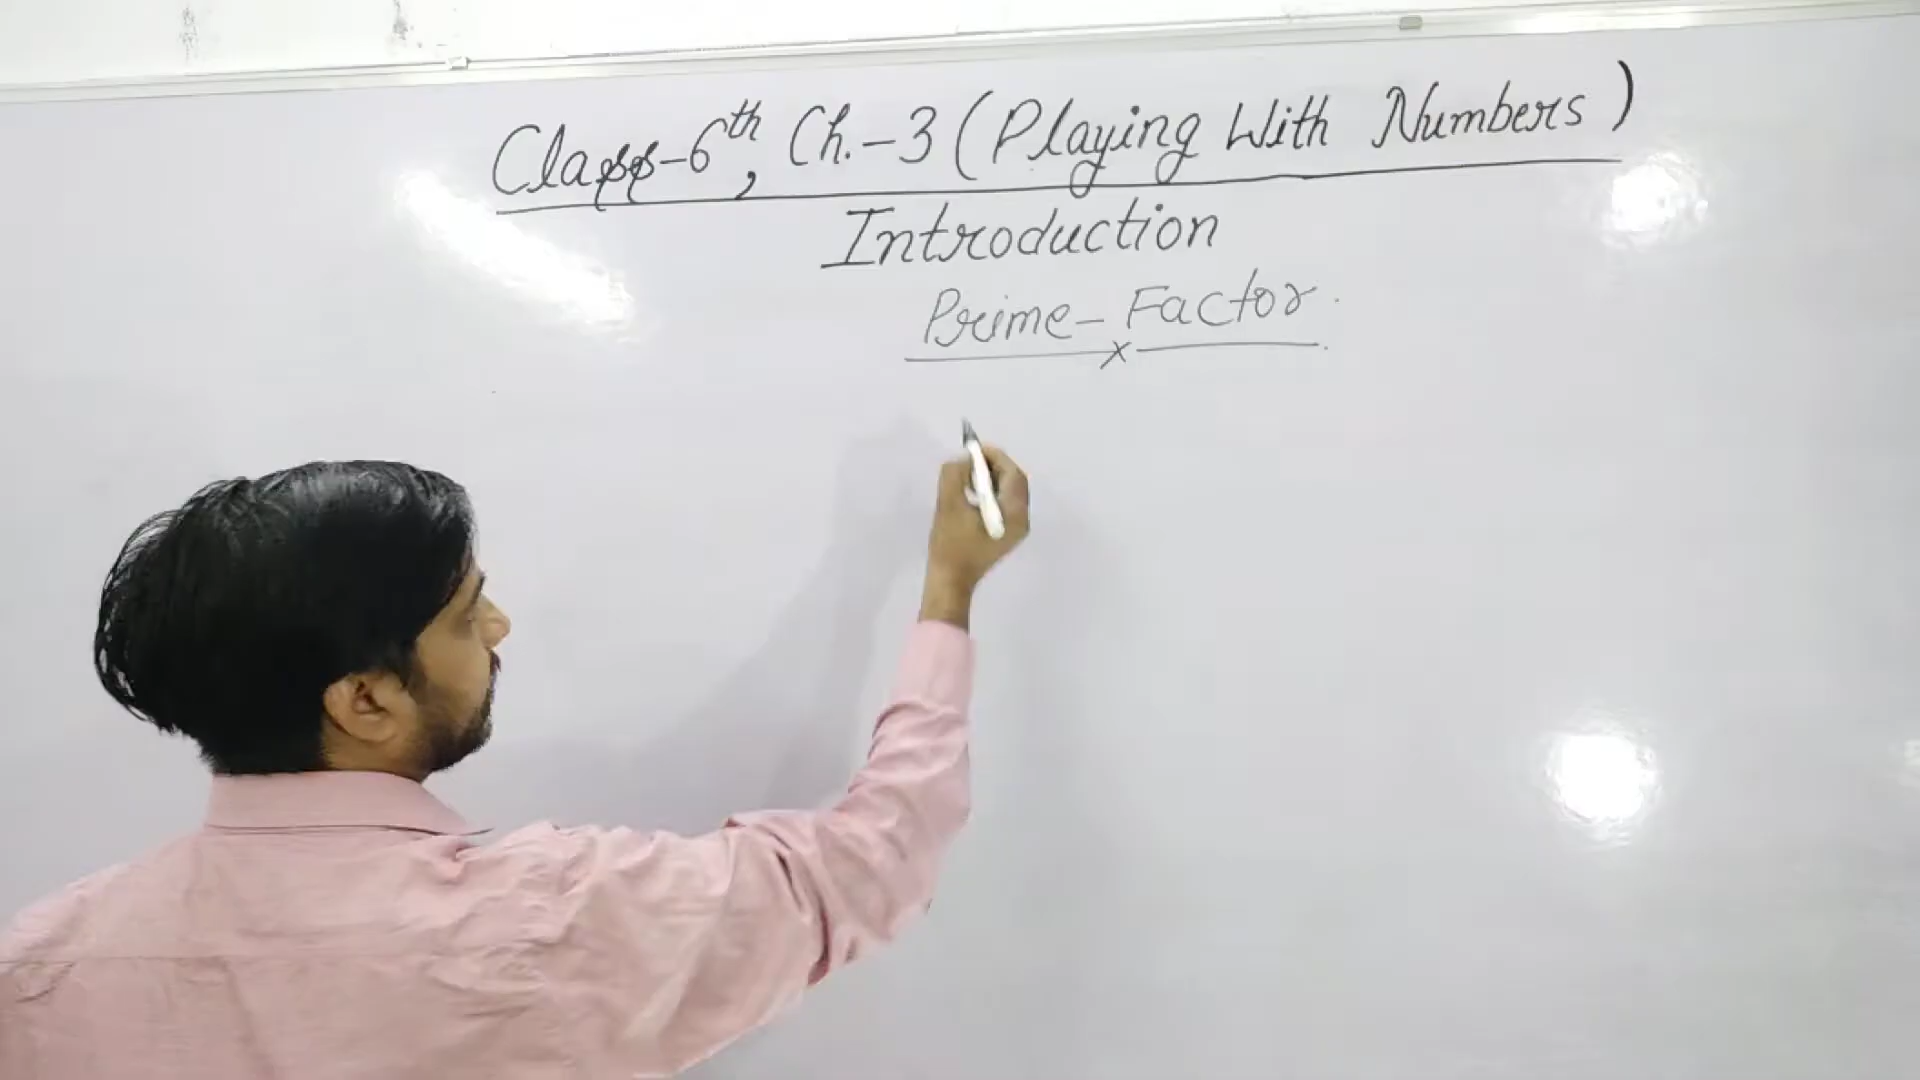 Class-6th, Ch.-3 (Playing With Numbers)
Introduction
Prime-Factor.